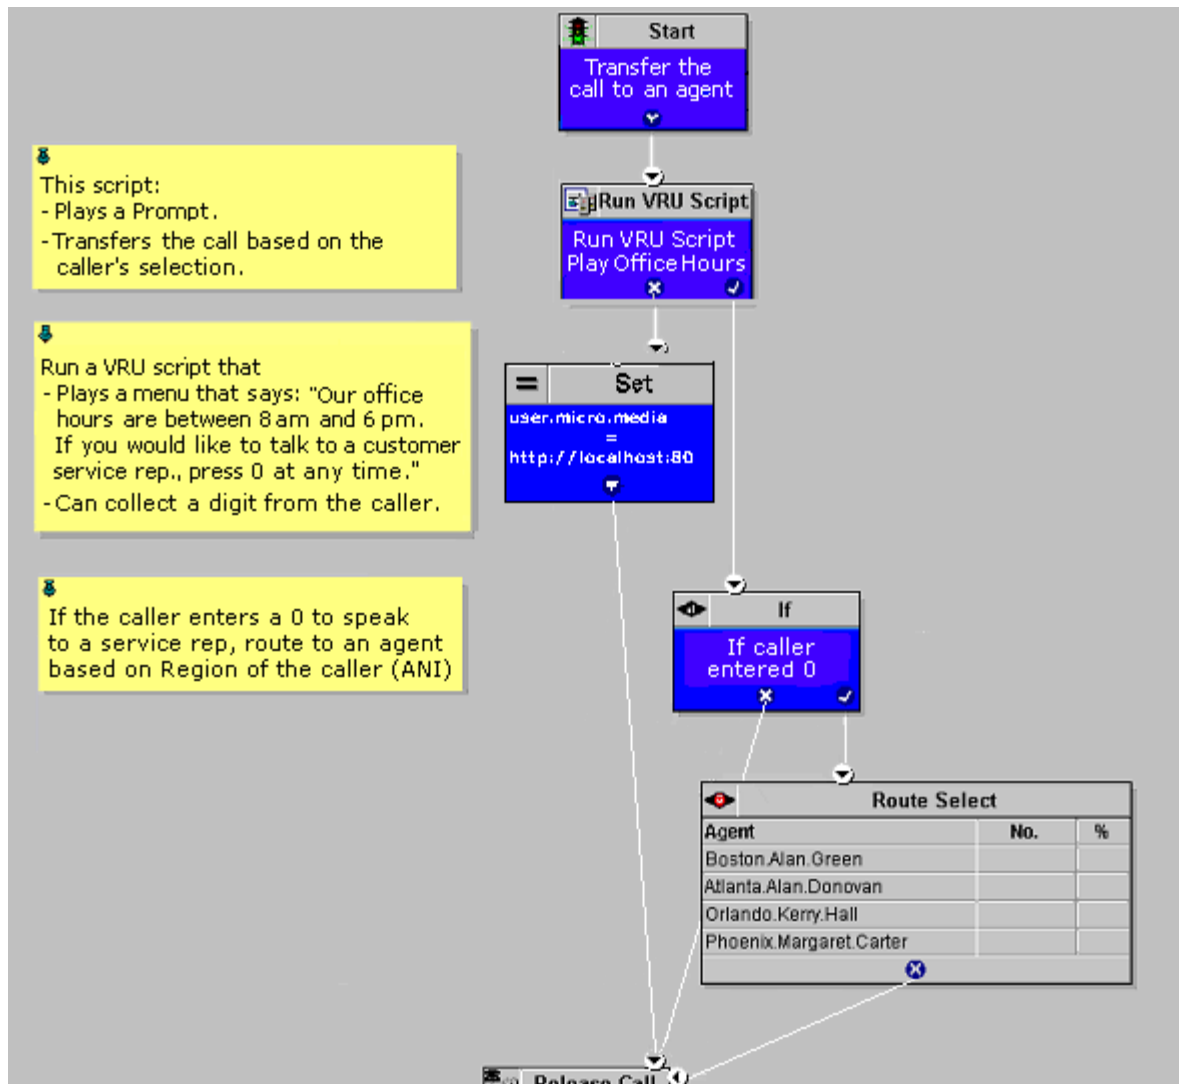 Start
Transfer the
call to an agent
This script:
- Plays a Prompt.
- Transfers the call based on the
caller's selection.
Run VRU Script
Run VRU Script
Play Office Hours
Run a VRU script that
- Plays a menu that says: "Our office
hours are between 8 am and 6 pm.
If you would like to talk to a customer
service rep., press 0 at any time."
- Can collect a digit from the caller.
= Set
user.micro.media
=
http://localhost:80
If the caller enters a 0 to speak
to a service rep, route to an agent
based on Region of the caller (ANI)
If
If caller
entered 0
Route Select
Agent No. %
Boston.Alan.Green
Atlanta.Alan.Donovan
Orlando.Kerry.Hall
Phoenix.Margaret.Carter
Release Call